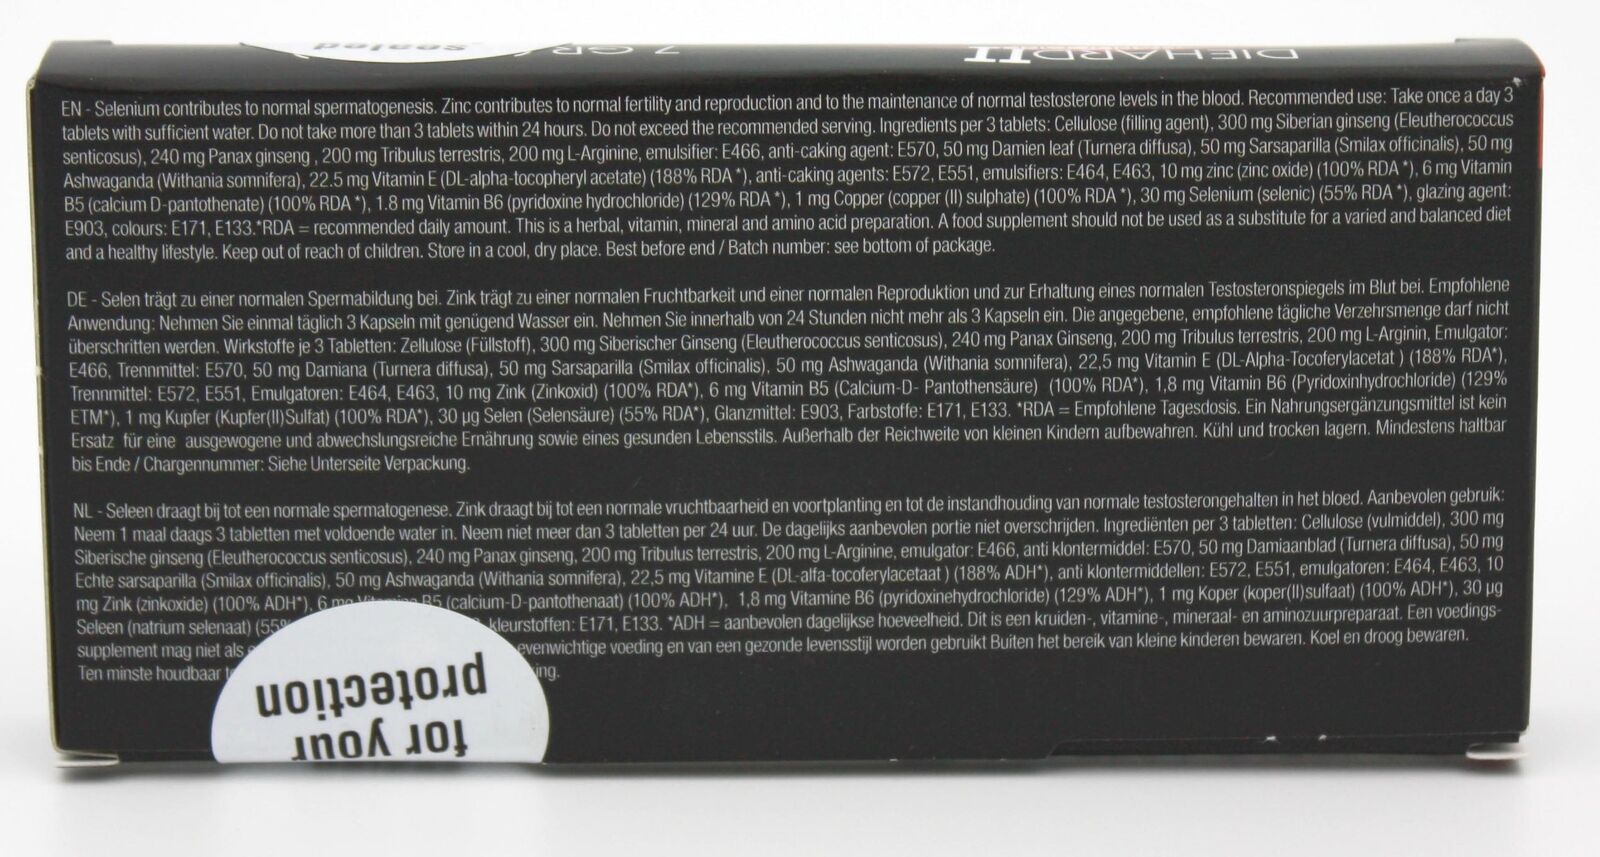 sealed
7 GR
DIEHARD II
EN - Selenium contributes to normal spermatogenesis. Zinc contributes to normal fertility and reproduction and to the maintenance of normal testosterone levels in the blood. Recommended use: Take once a day 3
tablets with sufficient water. Do not take more than 3 tablets within 24 hours. Do not exceed the recommended serving. Ingredients per 3 tablets: Cellulose (filling agent), 300 mg Siberian ginseng (Eleutherococcus
senticosus), 240 mg Panax ginseng , 200 mg Tribulus terrestris, 200 mg L-Arginine, emulsifier: E466, anti-caking agent: E570, 50 mg Damien leaf (Turnera diffusa), 50 mg Sarsaparilla (Smilax officinalis), 50 mg
Ashwaganda (Withania somnifera), 22.5 mg Vitamin E (DL-alpha-tocopheryl acetate) (188% RDA*), anti-caking agents: E572, E551, emulsifiers: E464, E463, 10 mg zinc (zinc oxide) (100% RDA*), 6 mg Vitamin
B5 (calcium D-pantothenate) (100% RDA*), 1.8 mg Vitamin B6 (pyridoxine hydrochloride) (129% RDA*), 1 mg Copper (copper (II) sulphate) (100% RDA*), 30 mg Selenium (selenic) (55% RDA*), glazing agent:
E903, colours: E171, E133.*RDA = recommended daily amount. This is a herbal, vitamin, mineral and amino acid preparation. A food supplement should not be used as a substitute for a varied and balanced diet
and a healthy lifestyle. Keep out of reach of children. Store in a cool, dry place. Best before end / Batch number: see bottom of package.
DE - Selen trägt zu einer normalen Spermabildung bei. Zink trägt zu einer normalen Fruchtbarkeit und einer normalen Reproduktion und zur Erhaltung eines normalen Testosteronspiegels im Blut bei. Empfohlene
Anwendung: Nehmen Sie einmal täglich 3 Kapseln mit genügend Wasser ein. Nehmen Sie innerhalb von 24 Stunden nicht mehr als 3 Kapseln ein. Die angegebene, empfohlene tägliche Verzehrsmenge darf nicht
überschritten werden. Wirkstoffe je 3 Tabletten: Zellulose (Füllstoff), 300 mg Siberischer Ginseng (Eleutherococcus senticosus), 240 mg Panax Ginseng, 200 mg Tribulus terrestris, 200 mg L-Arginin, Emulgator:
E466, Trennmittel: E570, 50 mg Damiana (Turnera diffusa), 50 mg Sarsaparilla (Smilax officinalis), 50 mg Ashwaganda (Withania somnifera), 22,5 mg Vitamin E (DL-Alpha-Tocoferylacetat ) (188% RDA*),
Trennmittel: E572, E551, Emulgatoren: E464, E463, 10 mg Zink (Zinkoxid) (100% RDA*), 6 mg Vitamin B5 (Calcium-D- Pantothensäure) (100% RDA*), 1,8 mg Vitamin B6 (Pyridoxinhydrochloride) (129%
ETM*), 1 mg Kupfer (Kupfer(II)Sulfat) (100% RDA*), 30 µg Selen (Selensäure) (55% RDA*), Glanzmittel: E903, Farbstoffe: E171, E133. *RDA = Empfohlene Tagesdosis. Ein Nahrungsergänzungsmittel ist kein
Ersatz für eine ausgewogene und abwechslungsreiche Ernährung sowie eines gesunden Lebensstils. Außerhalb der Reichweite von kleinen Kindern aufbewahren. Kühl und trocken lagern. Mindestens haltbar
bis Ende / Chargennummer: Siehe Unterseite Verpackung.
NL - Seleen draagt bij tot een normale spermatogenese. Zink draagt bij tot een normale vruchtbaarheid en voortplanting en tot de instandhouding van normale testosterongehalten in het bloed. Aanbevolen gebruik:
Neem 1 maal daags 3 tabletten met voldoende water in. Neem niet meer dan 3 tabletten per 24 uur. De dagelijks aanbevolen portie niet overschrijden. Ingrediënten per 3 tabletten: Cellulose (vulmiddel), 300 mg
Siberische ginseng (Eleutherococcus senticosus), 240 mg Panax ginseng, 200 mg Tribulus terrestris, 200 mg L-Arginine, emulgator: E466, anti klontermiddel: E570, 50 mg Damiaanblad (Turnera diffusa), 50 mg
Echte sarsaparilla (Smilax officinalis), 50 mg Ashwaganda (Withania somnifera), 22,5 mg Vitamine E (DL-alfa-tocoferylacetaat ) (188% ADH*), anti klontermiddelen: E572, E551, emulgatoren: E464, E463, 10
mg Zink (zinkoxide) (100% ADH*), 6 mg Vitamine B5 (calcium-D-pantothenaat) (100% ADH*), 1,8 mg Vitamine B6 (pyridoxinehydrochloride) (129% ADH*), 1 mg Koper (koper(II)sulfaat) (100% ADH*), 30 µg
Seleen (natrium selenaat) (55% kleurstoffen: E171, E133. *ADH = aanbevolen dagelijkse hoeveelheid. Dit is een kruiden-, vitamine-, mineraal- en aminozuurpreparaat. Een voedings-
supplement mag niet als evenwichtige voeding en van een gezonde levensstijl worden gebruikt Buiten het bereik van kleine kinderen bewaren. Koel en droog bewaren.
Ten minste houdbaar
for your
protection